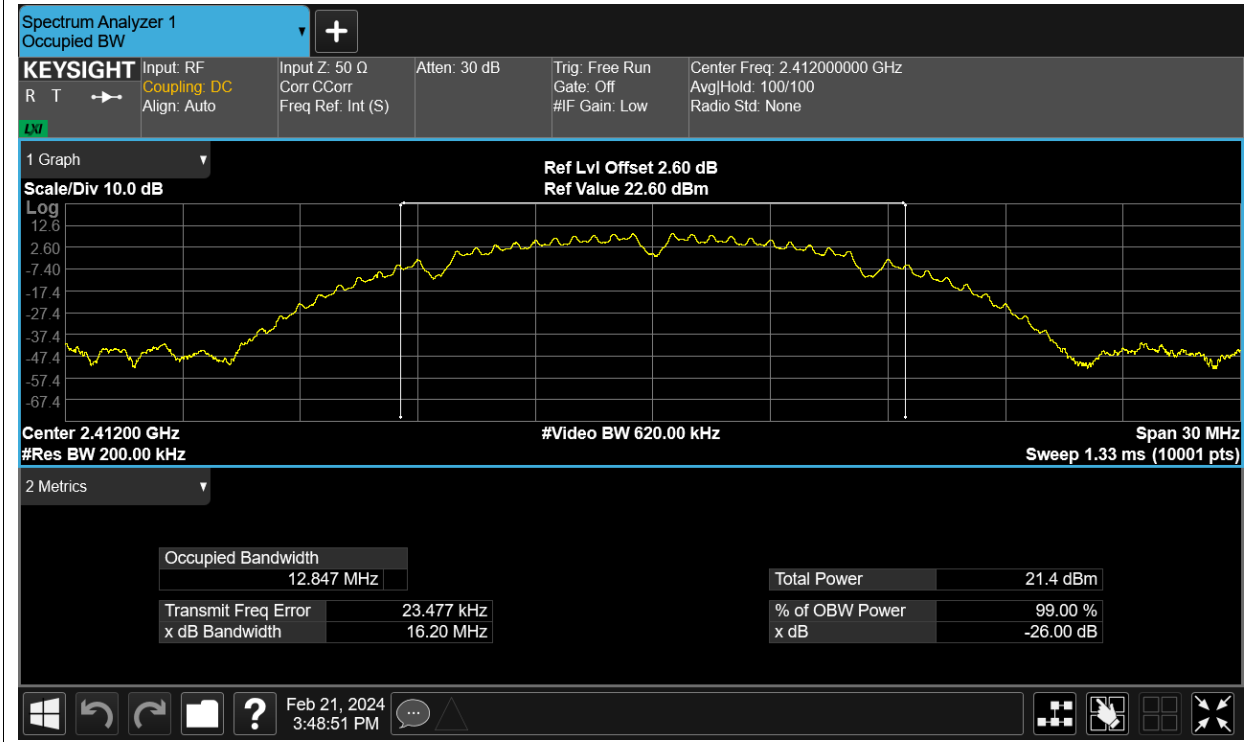 Spectrum Analyzer 1
Occupied BW
KEYSIGHT
R T
LXI
Input: RF
Coupling: DC
Align: Auto
Input Z: 50 Ω
Corr CCorr
Freq Ref: Int (S)
Atten: 30 dB
Trig: Free Run
Gate: Off
#IF Gain: Low
Center Freq: 2.412000000 GHz
Avg|Hold: 100/100
Radio Std: None
1 Graph
Scale/Div 10.0 dB
Ref Lvl Offset 2.60 dB
Ref Value 22.60 dBm
Log
12.6
2.60
-7.40
-17.4
-27.4
-37.4
-47.4
-57.4
-67.4
Center 2.41200 GHz
#Video BW 620.00 kHz
Span 30 MHz
#Res BW 200.00 kHz
Sweep 1.33 ms (10001 pts)
2 Metrics
Occupied Bandwidth
12.847 MHz
Total Power 21.4 dBm
Transmit Freq Error 23.477 kHz
% of OBW Power 99.00 %
x dB Bandwidth 16.20 MHz
x dB -26.00 dB
?
Feb 21, 2024
3:48:51 PM